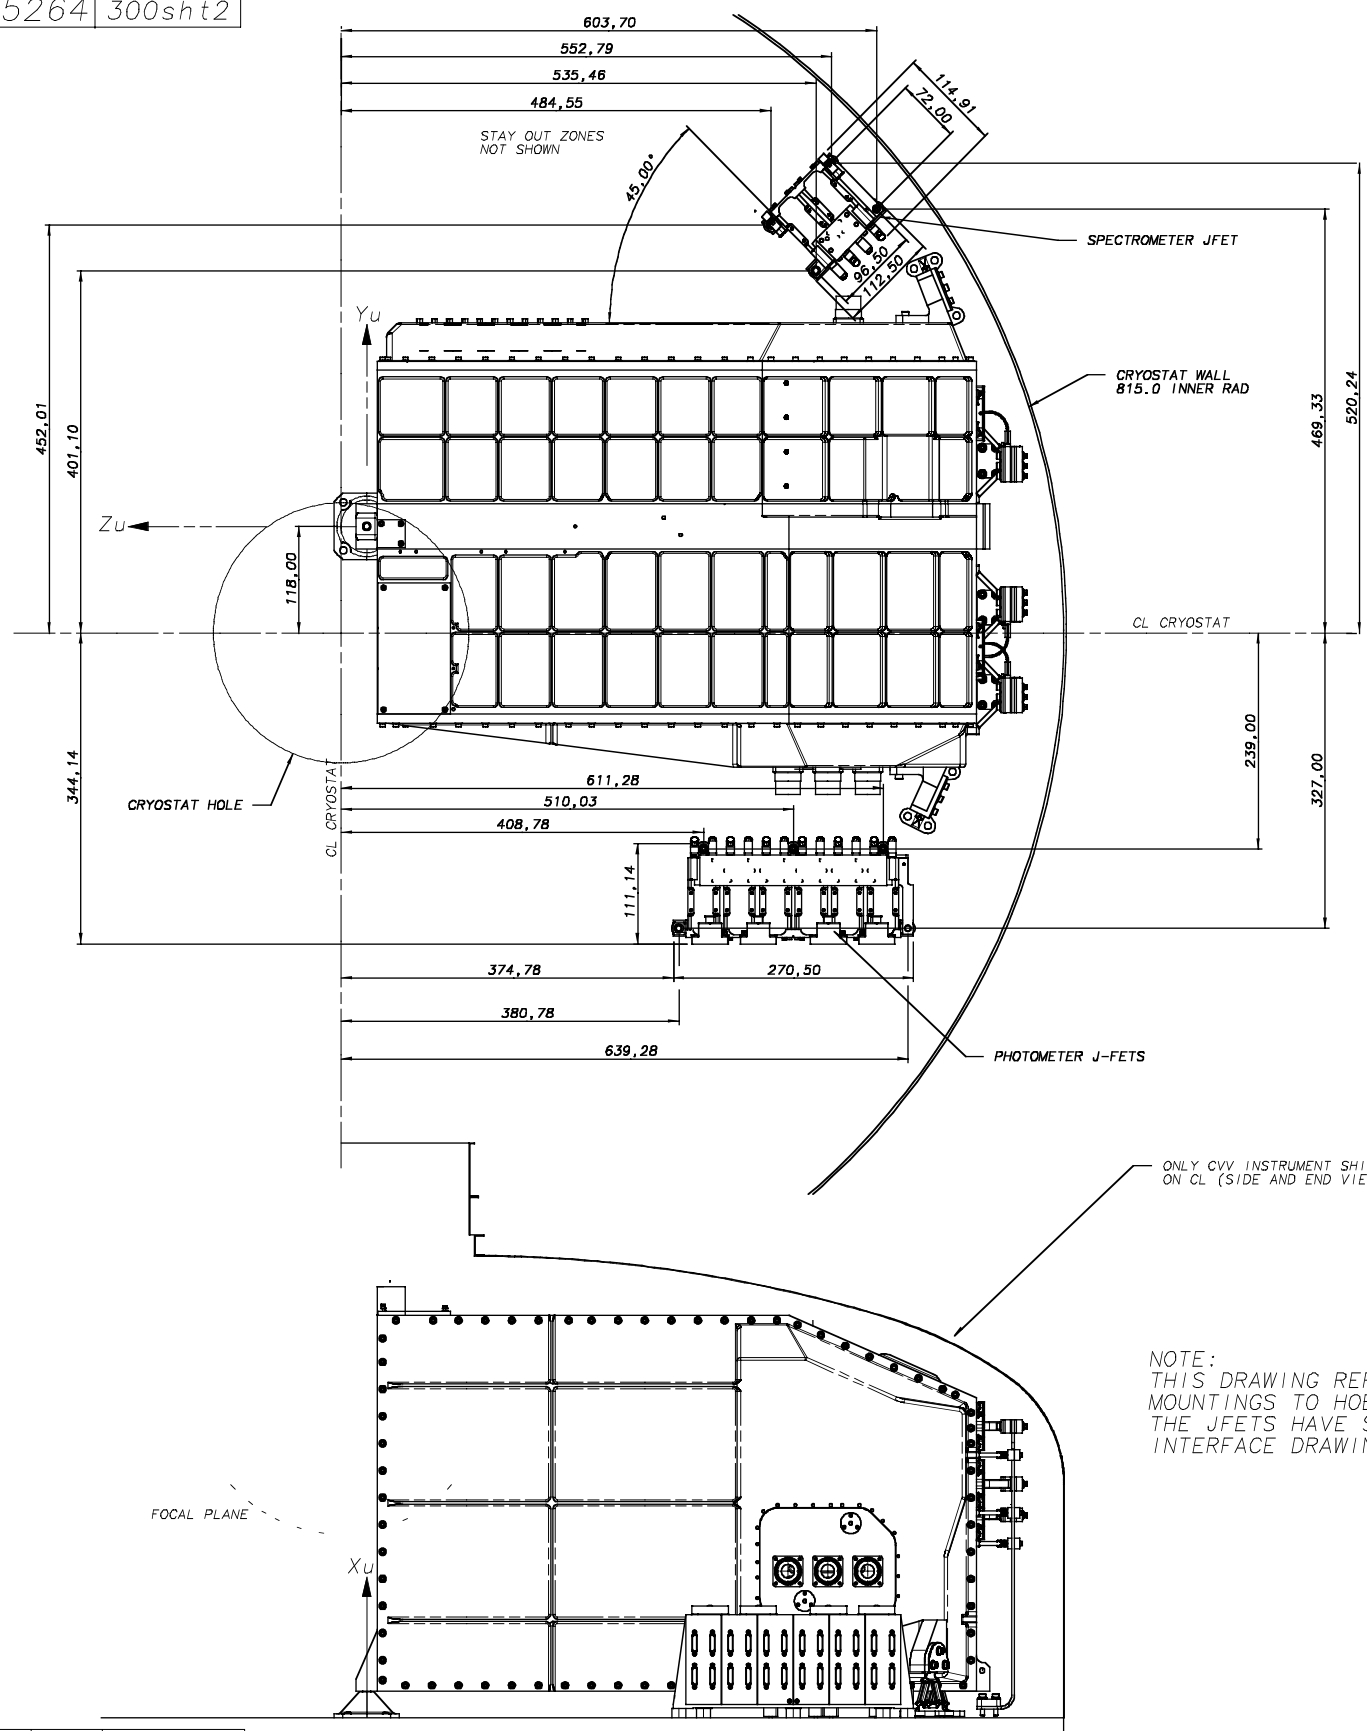 5264 300sht2
603,70
552,79
535,46
484,55
STAY OUT ZONES
NOT SHOWN
114,91
72,00
45,00°
SPECTROMETER JFET
96,50
112,50
Yu
CRYOSTAT WALL
815.0 INNER RAD
452,01
401,10
469,33
520,24
Zu
118,00
CL CRYOSTAT
344,14
239,00
327,00
CRYOSTAT HOLE
CL CRYOSTAT
611,28
510,03
408,78
111,14
374,78
270,50
380,78
639,28
PHOTOMETER J-FETS
ONLY CVV INSTRUMENT
ON CL (SIDE AND END
NOTE:
THIS DRAWING
MOUNTINGS TO
THE JFETS HAVE
INTERFACE
FOCAL PLANE
Xu